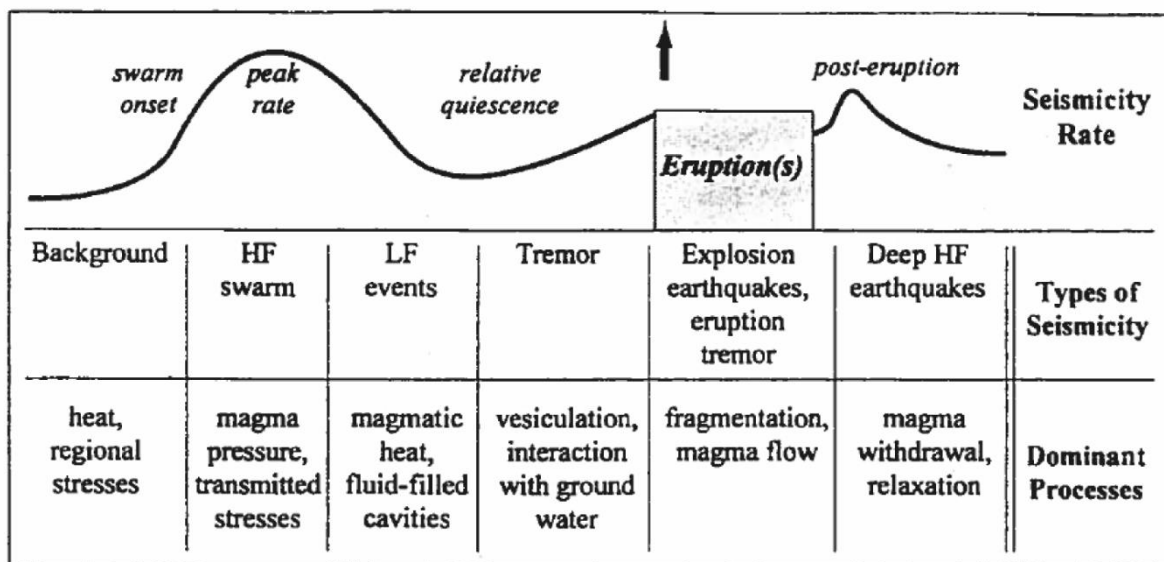 swarm
onset
peak
rate
relative
quiescence
post-eruption
Seismicity
Rate
Eruption(s)
Background
HF
swarm
LF
events
Tremor
Explosion
earthquakes,
eruption
tremor
Deep HF
earthquakes
Types of
Seismicity
heat,
regional
stresses
magma
pressure,
transmitted
stresses
magmatic
heat,
fluid-filled
cavities
vesiculation,
interaction
with ground
water
fragmentation,
magma flow
magma
withdrawal,
relaxation
Dominant
Processes